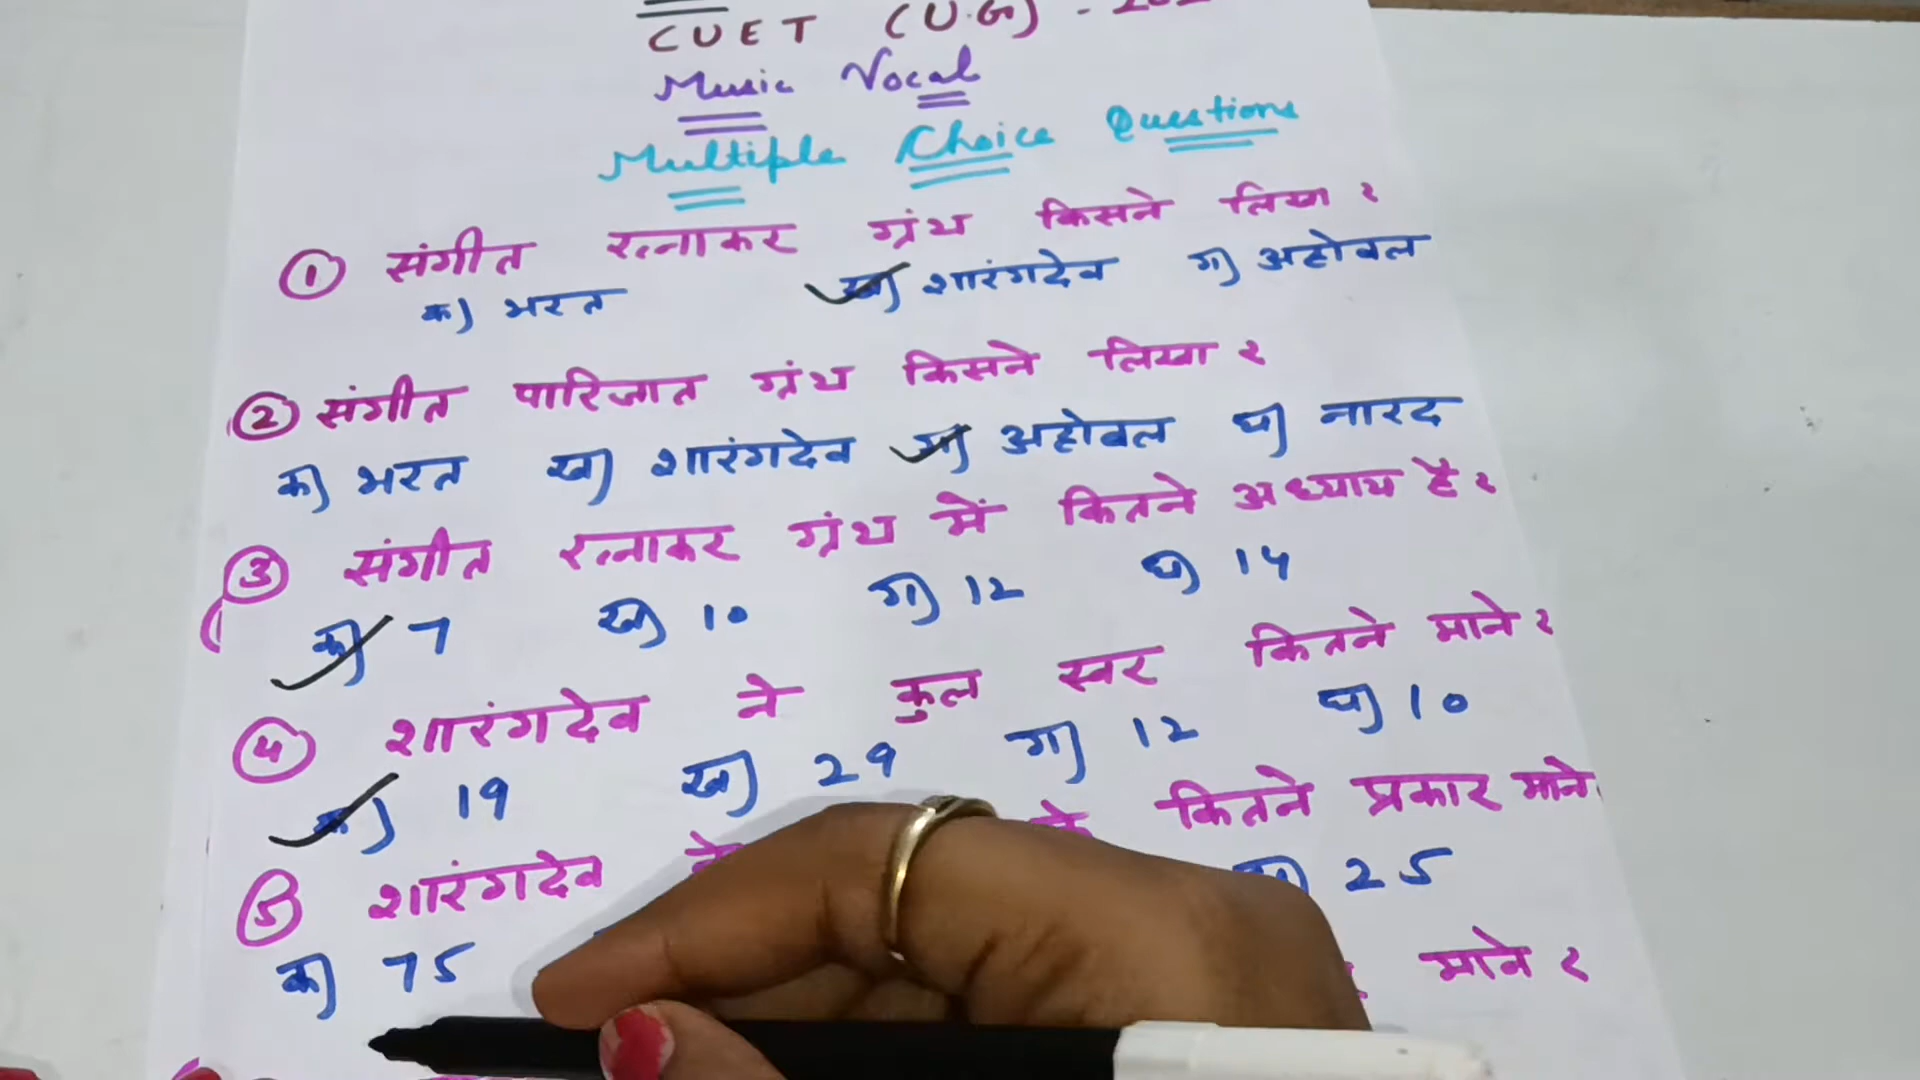 CUET (U.G) -
Music Vocal
Multiple Choice Questions
① संगीत रत्नाकर ग्रंथ किसने लिखा ?
क) भरत ख) शारंगदेव ग) अहोबल
② संगीत पारिजात ग्रंथ किसने लिखा ?
क) भरत ख) शारंगदेव ग) अहोबल घ) नारद
③ संगीत रत्नाकर ग्रंथ में कितने अध्याय है ?
क) 7 ख) 10 ग) 12 घ) 14
④ शारंगदेव ने कुल स्वर कितने माने ?
क) 19 ख) 29 ग) 12 घ) 10
⑤ शारंगदेव के कितने प्रकार माने
क) 75 25
माने ?